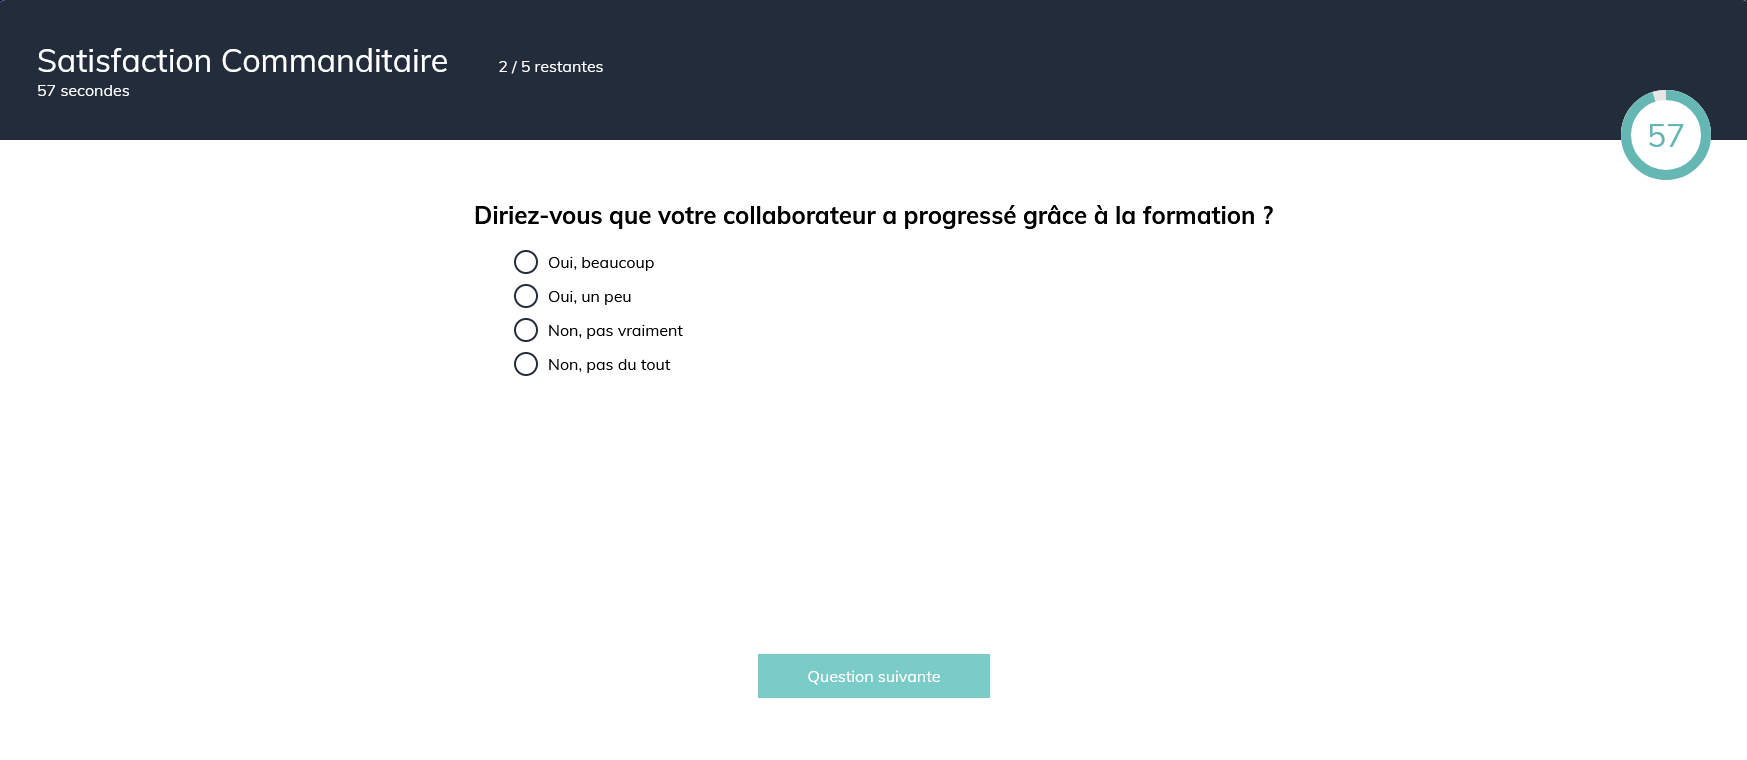 Satisfaction Commanditaire
2 / 5 restantes
57 secondes
57
Diriez-vous que votre collaborateur a progressé grâce à la formation ?
Oui, beaucoup
Oui, un peu
Non, pas vraiment
Non, pas du tout
Question suivante